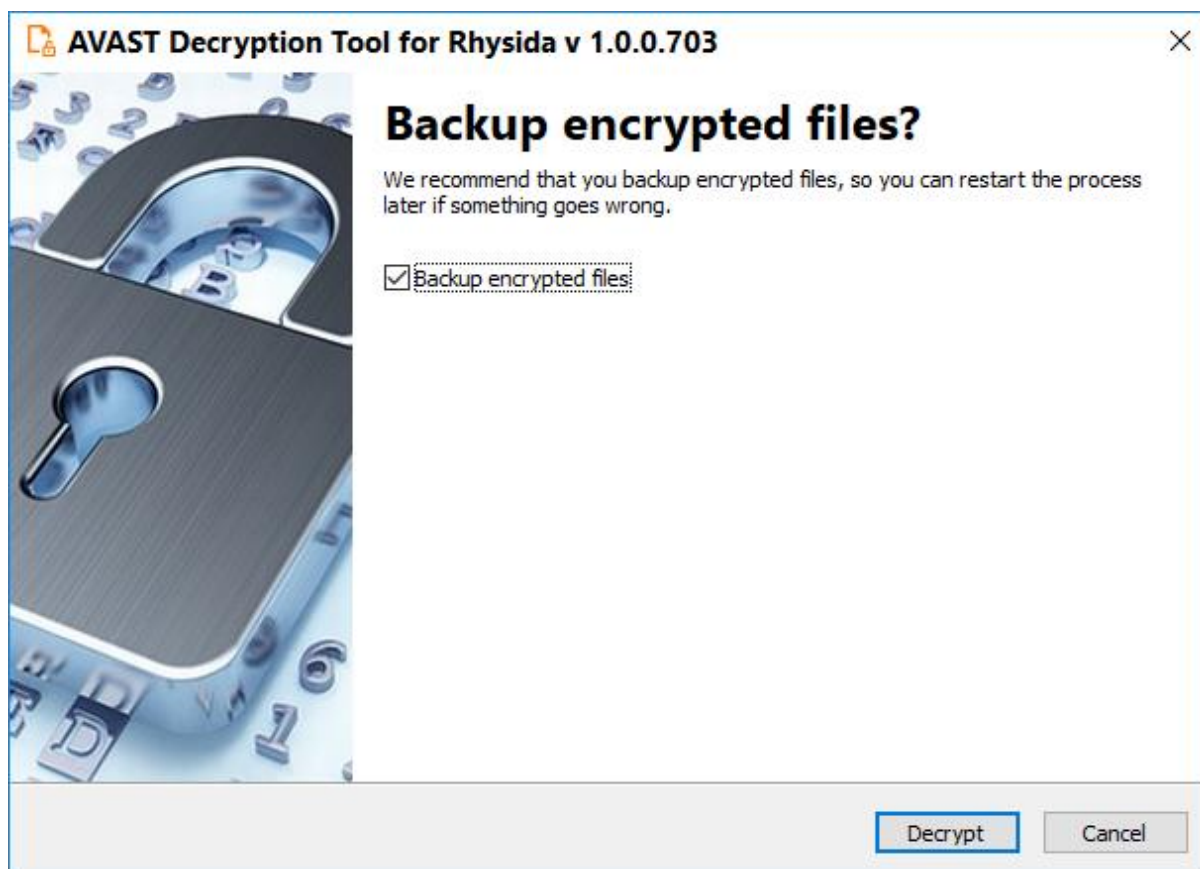 AVAST Decryption Tool for Rhysida v 1.0.0.703
Backup encrypted files?
We recommend that you backup encrypted files, so you can restart the process
later if something goes wrong.
Backup encrypted files
Decrypt
Cancel